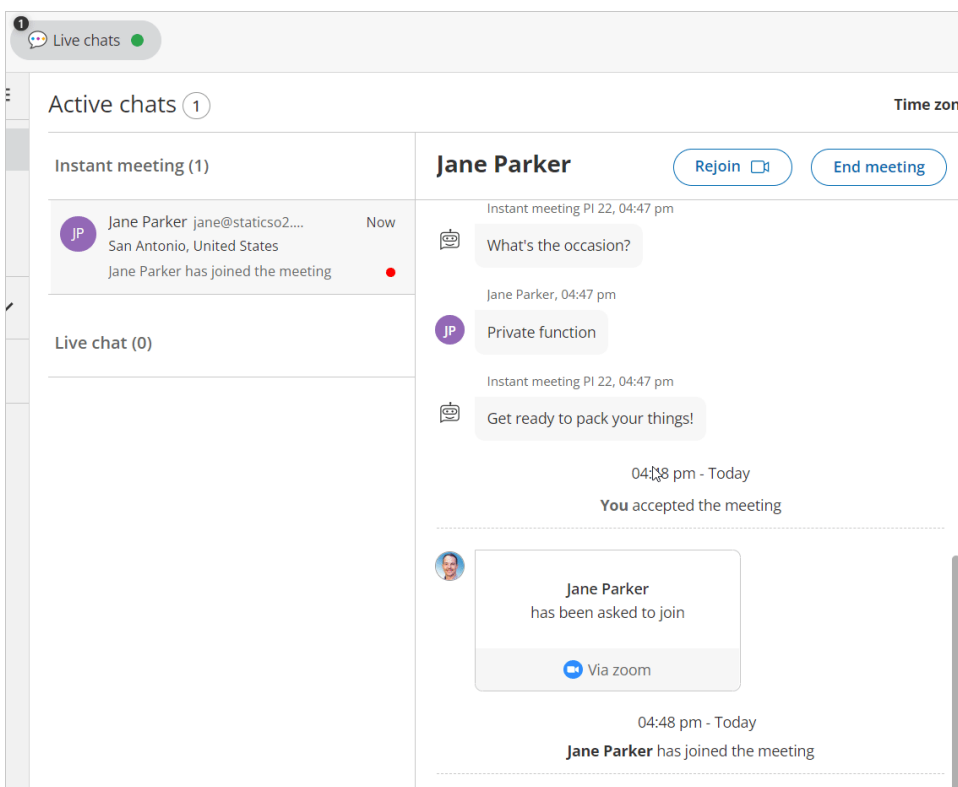 1
Live chats
Active chats 1
Time zon
Instant meeting (1)
Jane Parker jane@staticso2.... Now
San Antonio, United States
Jane Parker has joined the meeting
Live chat (0)
Jane Parker
Rejoin
End meeting
Instant meeting PI 22, 04:47 pm
What's the occasion?
Jane Parker, 04:47 pm
JP
JP
Private function
Instant meeting PI 22, 04:47 pm
Get ready to pack your things!
04:48 pm - Today
You accepted the meeting
Jane Parker
has been asked to join
Via zoom
04:48 pm - Today
Jane Parker has joined the meeting